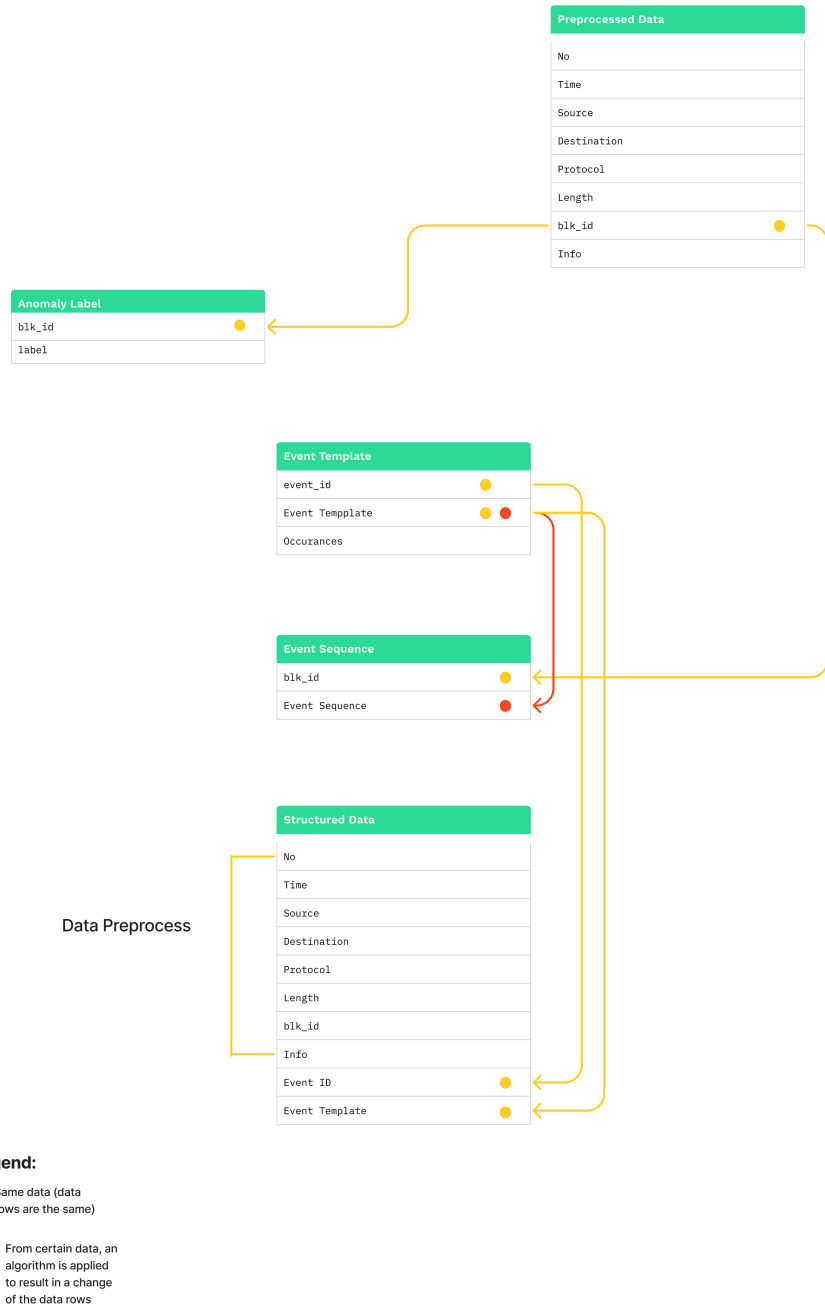 Preprocessed Data
No
Time
Source
Destination
Protocol
Length
blk_id
Info
Anomaly Label
blk_id
label
Event Template
event_id
Event Tempplate
Occurances
Event Sequence
blk_id
Event Sequence
Structured Data
No
Time
Source
Destination
Protocol
Length
blk_id
Info
Event ID
Event Template
Data Preprocess
gend:
Same data (data
ows are the same)
From certain data, an
algorithm is applied
to result in a change
of the data rows